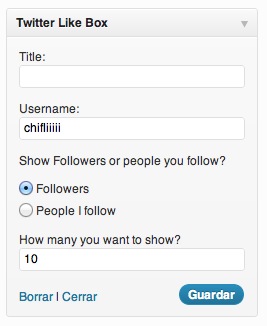 Twitter Like Box
Title:
Username:
chifliiiii
Show Followers or people you follow?
Followers
People I follow
How many you want to show?
10
Borrar | Cerrar
Guardar